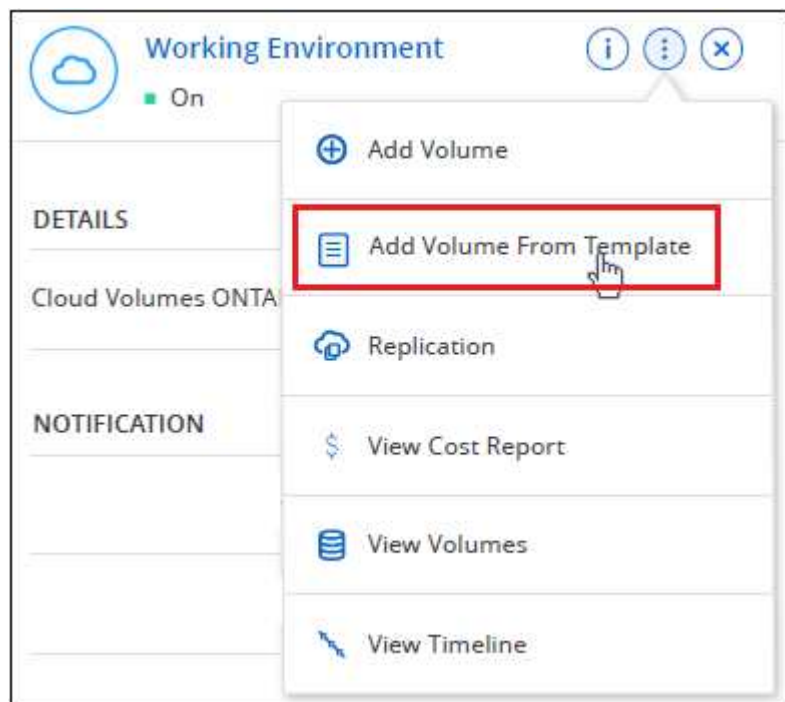 Working Environment
On
Add Volume
DETAILS
Add Volume From Template
Cloud Volumes ONTA
Replication
NOTIFICATION
View Cost Report
View Volumes
View Timeline